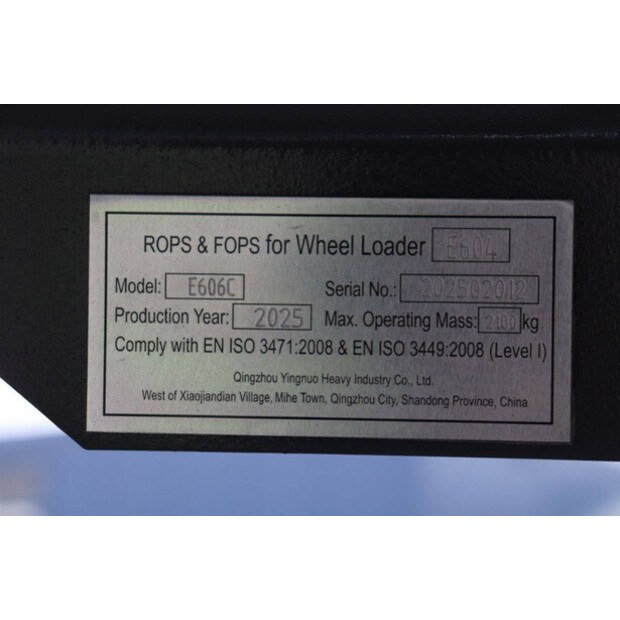 ROPS & FOPS for Wheel Loader E604
Model: E606C Serial No.: 202502012
Production Year: 2025 Max. Operating Mass: 2100 kg
Comply with EN ISO 3471:2008 & EN ISO 3449:2008 (Level I)
Qingzhou Yingnuo Heavy Industry Co., Ltd.
West of Xiaojiandian Village, Mihe Town, Qingzhou City, Shandong Province, China